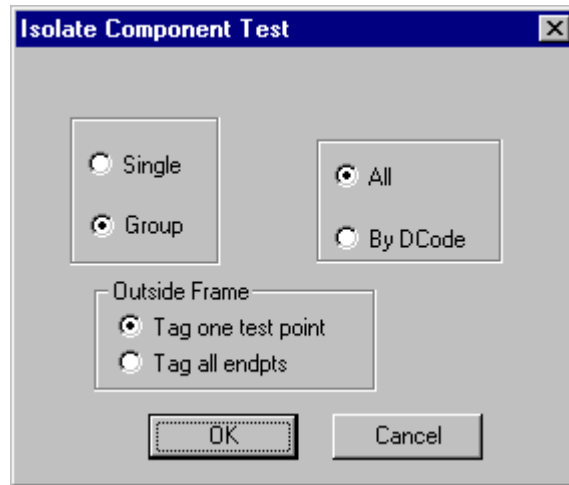 Isolate Component Test
Single
Group
All
By DCode
Outside Frame
Tag one test point
Tag all endpts
OK
Cancel